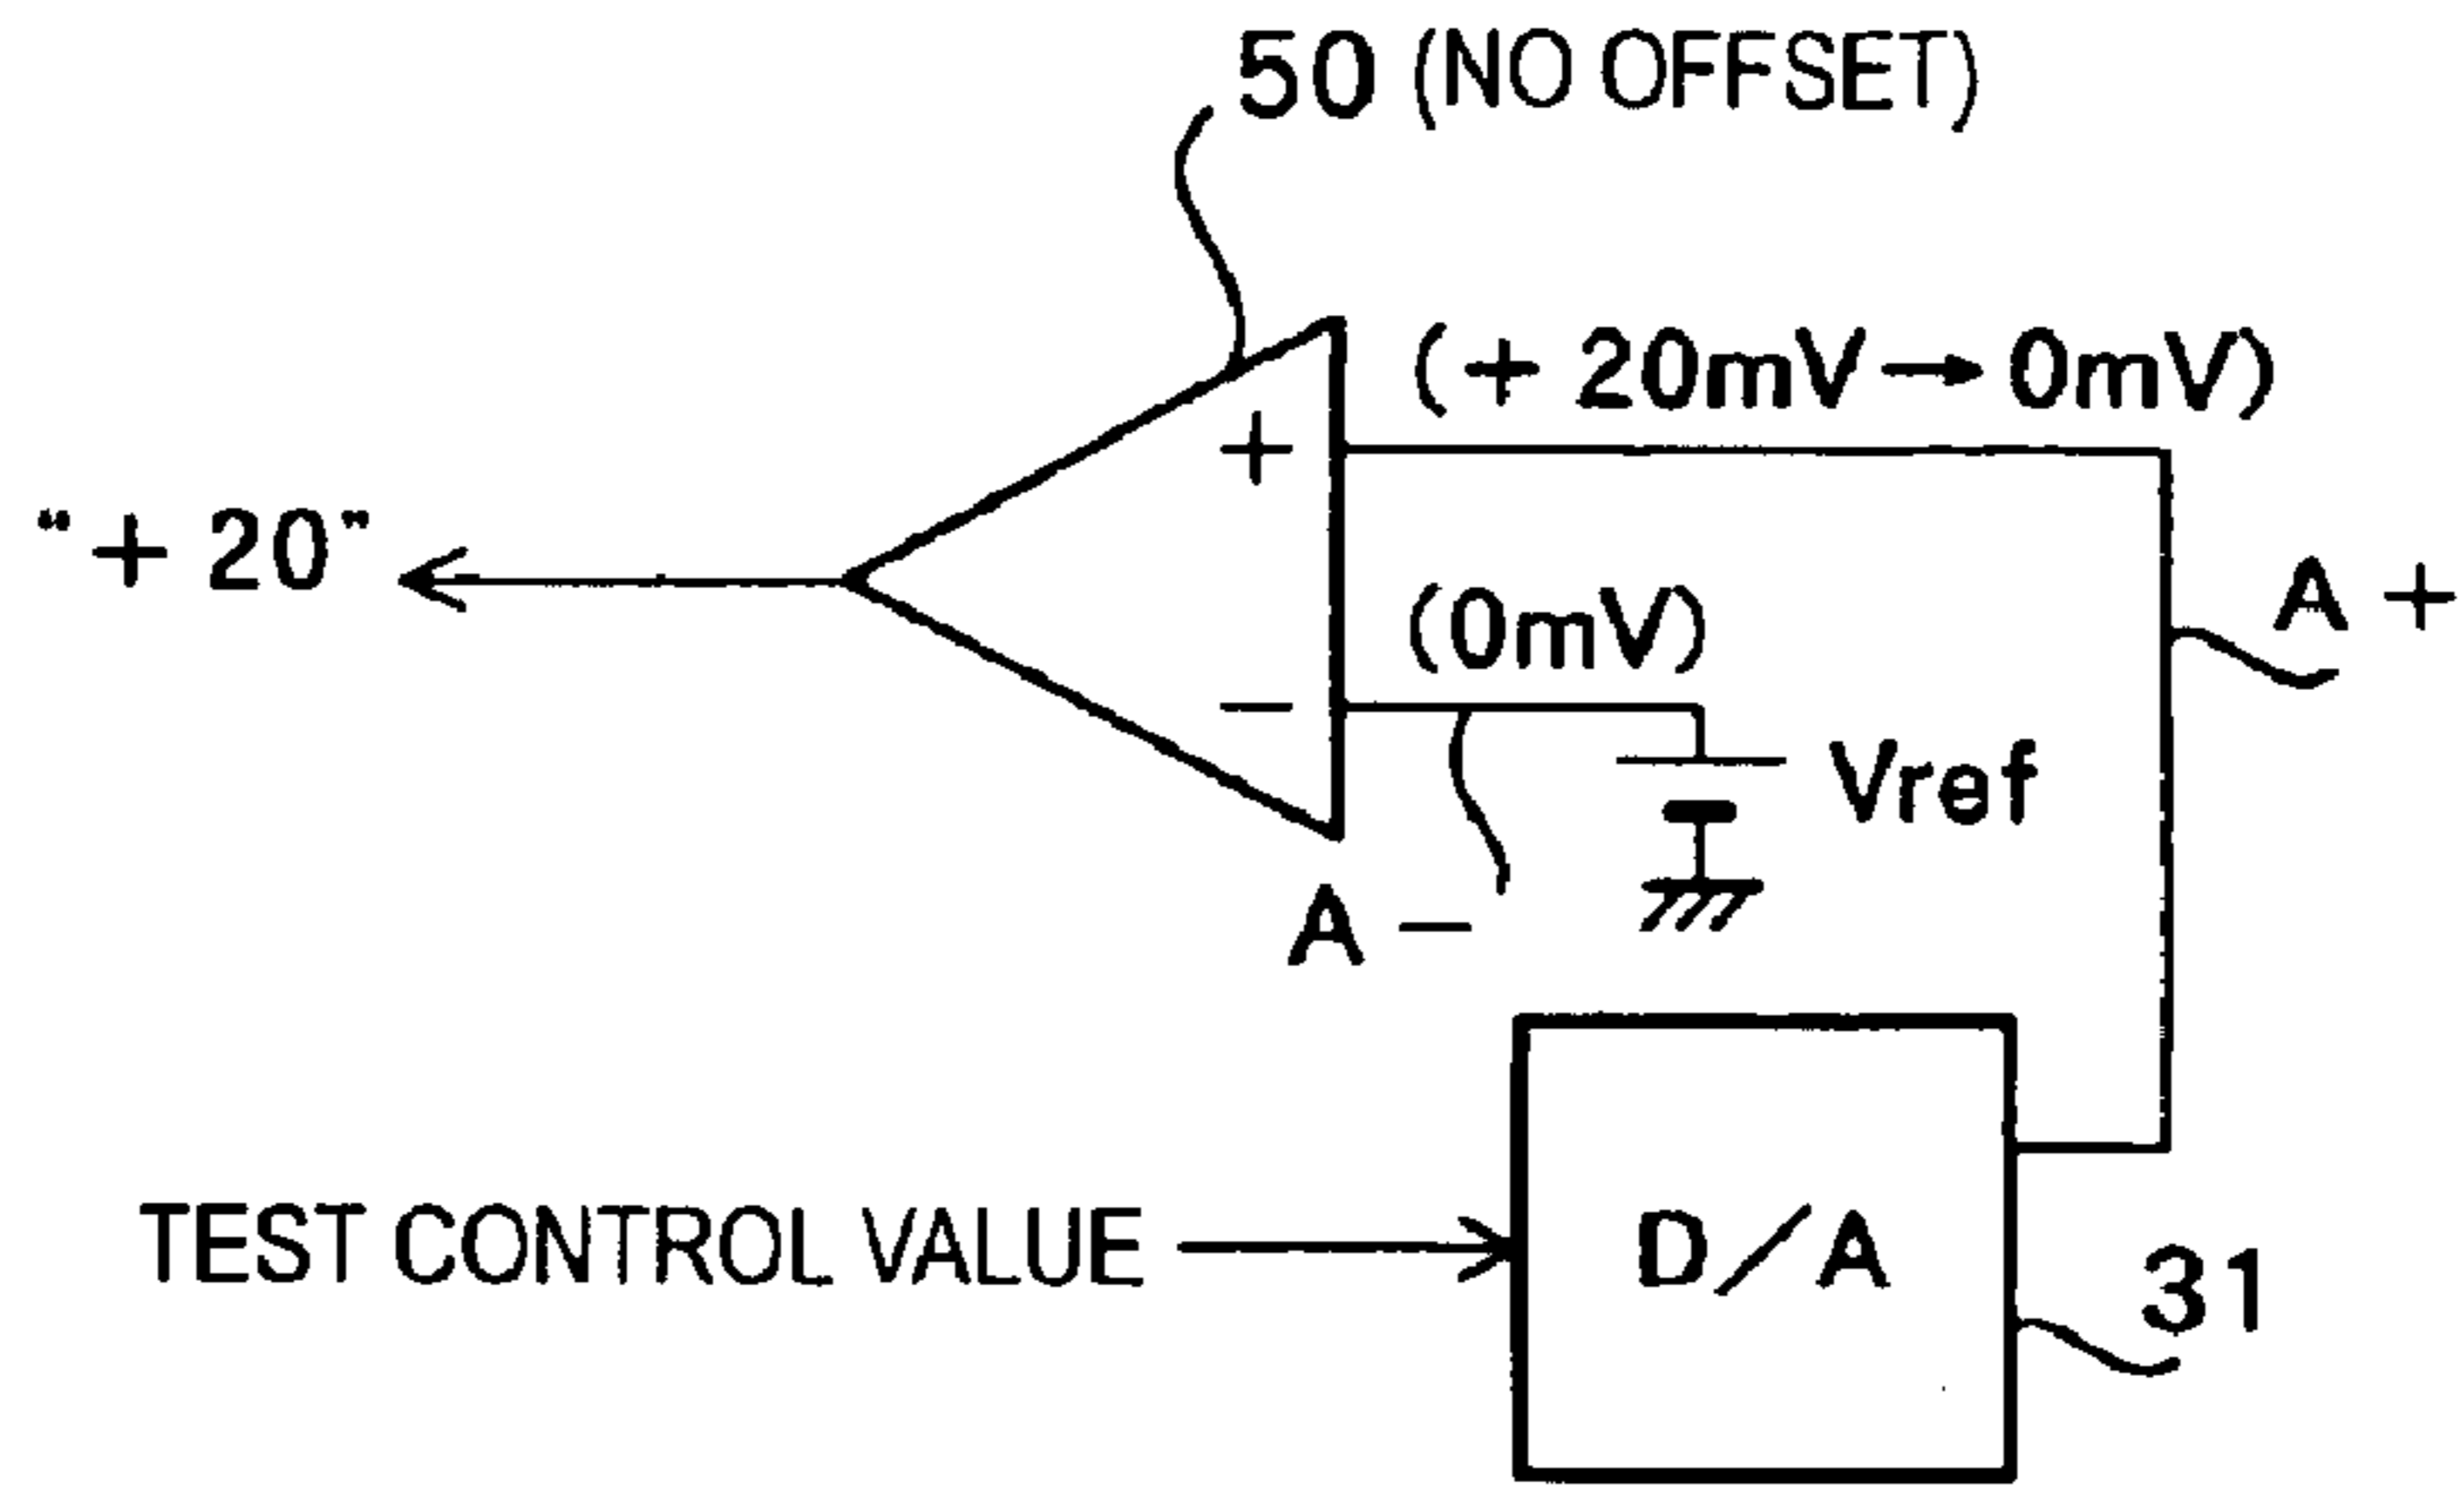 50 (NO OFFSET)
(+ 20mV→0mV)
+
“+ 20”
A +
(0mV)
−
Vref
A −
D/A
TEST CONTROL VALUE
31